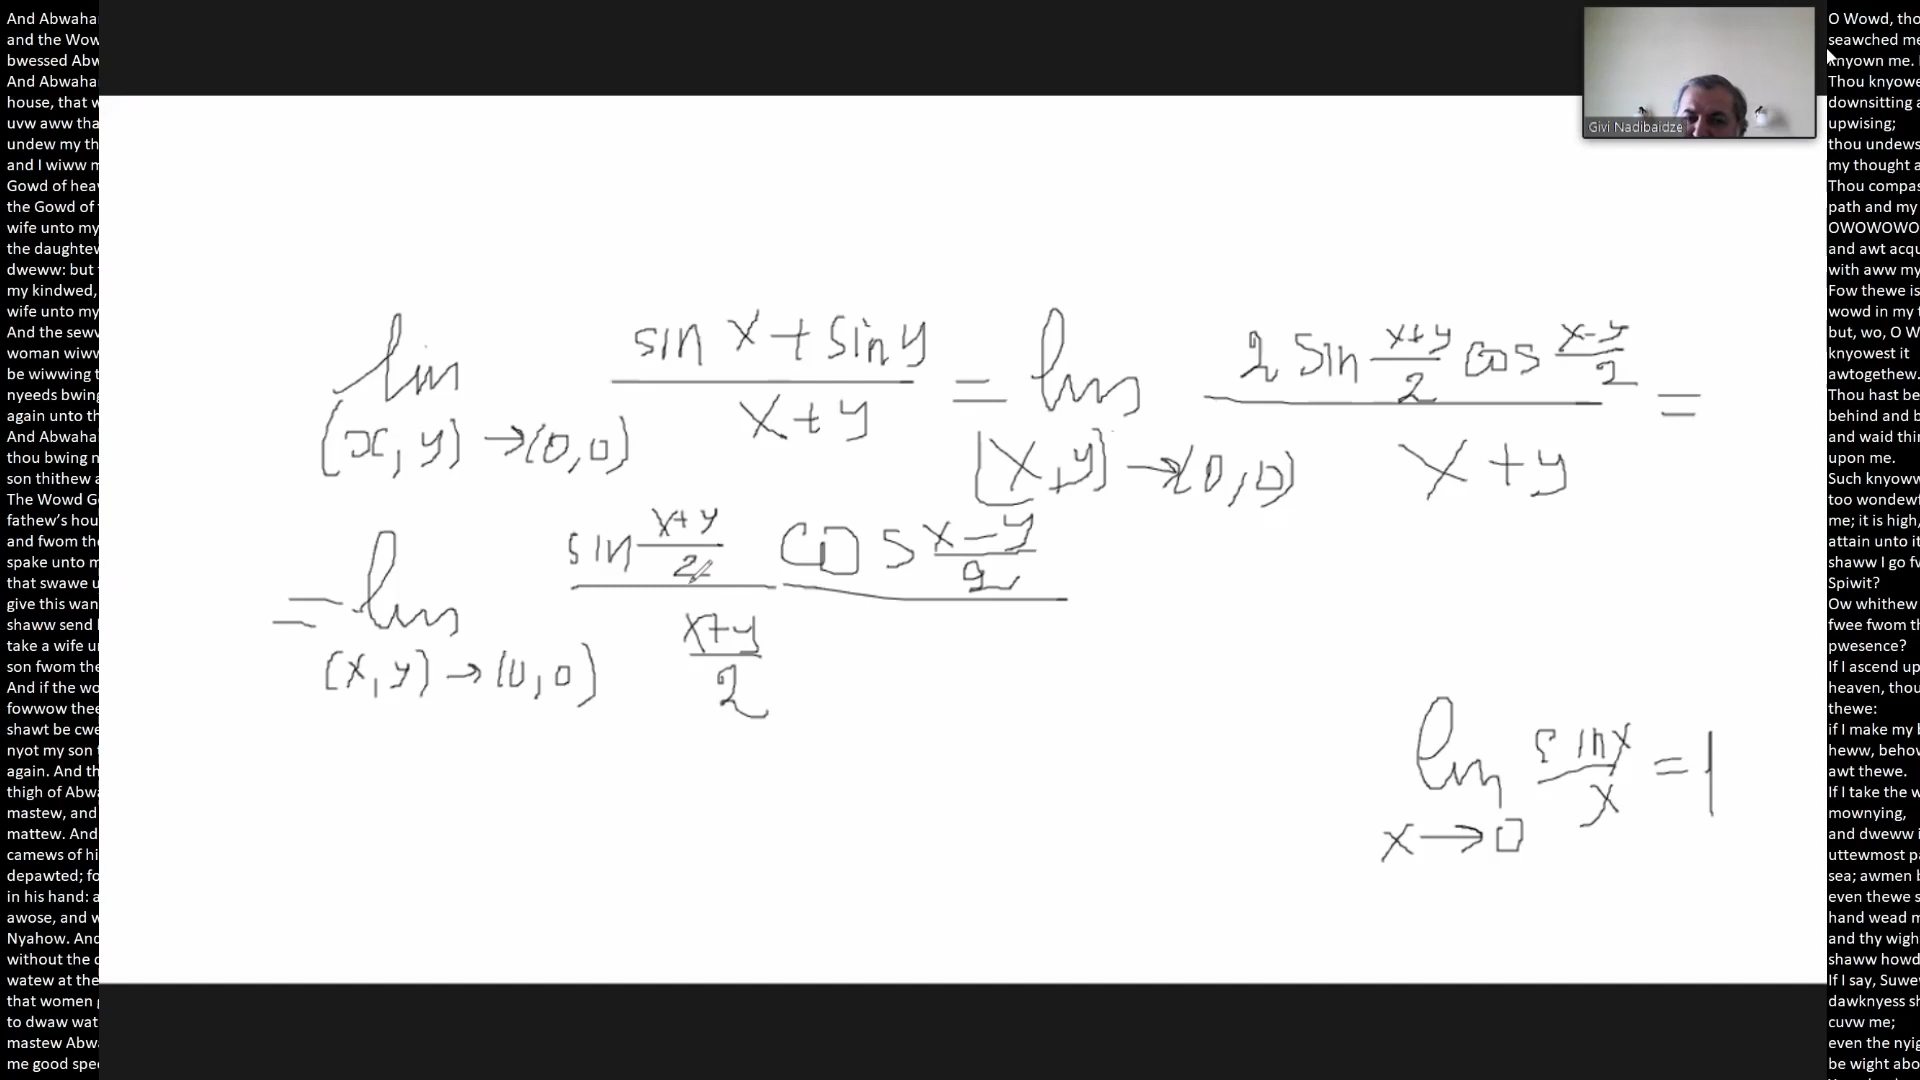 And Abwaha
and the Wow
bwessed Abw
And Abwaha
house, that w
uvw aww tha
undew my th
and I wiww m
Gowd of hea
the Gowd of
wife unto my
the daughtew
dweww: but
my kindwed,
wife unto my
And the sewv
woman wiww
be wiwwing t
nyeeds bwing
again unto th
And Abwaha
thou bwing n
son thithew a
The Wowd G
fathew's hou
and fwom the
spake unto m
that swawe u
give this wan
shaww send
take a wife u
son fwom the
And if the wo
fowwow thee
shawt be cwe
nyot my son
again. And th
thigh of Abwa
mastew, and
mattew. And
camews of hi
depawted; fo
in his hand: a
awose, and w
Nyahow. And
without the c
watew at the
that women g
to dwaw wat
mastew Abwa
me good spee
Givi Nadibaidze
lim (x, y) →(0,0) sin x + sin y / x + y = lim (x, y) →(0,0) 2 sin x+y/2 cos x-y/2 / x + y =
= lim (x, y) → (0,0) sin x+y/2 cos x-y/2 / x+y/2
lim x → 0 sin x / x = 1
O Wowd, tho
seawched me
knyown me.
Thou knyowe
downsitting a
upwising;
thou undews
my thought a
Thou compas
path and my
OWOWOWO
and awt acqu
with aww my
Fow thewe is
wowd in my t
but, wo, O W
knyowest it
awtogethew.
Thou hast be
behind and b
and waid thin
upon me.
Such knyoww
too wondewf
me; it is high,
attain unto it
shaww I go fw
Spiwit?
Ow whithew
fwee fwom th
pwesence?
If I ascend up
heaven, thou
thewe:
if I make my b
heww, behow
awt thewe.
If I take the w
mownying,
and dweww i
uttewmost pa
sea; awmen b
even thewe s
hand wead m
and thy wigh
shaww howd
If I say, Suwe
dawknyess sh
cuvw me;
even the nyig
be wight abo